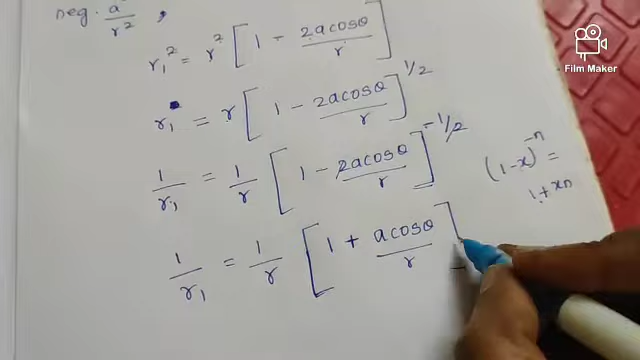 neg. a²/r² ,
r₁² = r² [ 1 - 2acosθ/r ]
r₁ = r [ 1 - 2acosθ/r ]^1/2
1/r₁ = 1/r [ 1 - 2acosθ/r ]^-1/2
(1-x)^-n =
1+xn
1/r₁ = 1/r [ 1 + acosθ/r ]
Film Maker